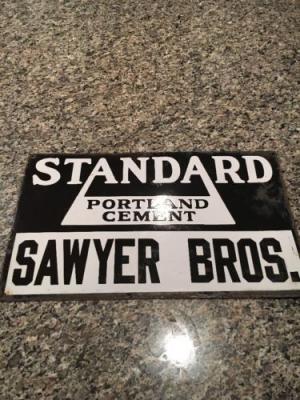 STANDARD
PORTLAND
CEMENT
SAWYER BROS.